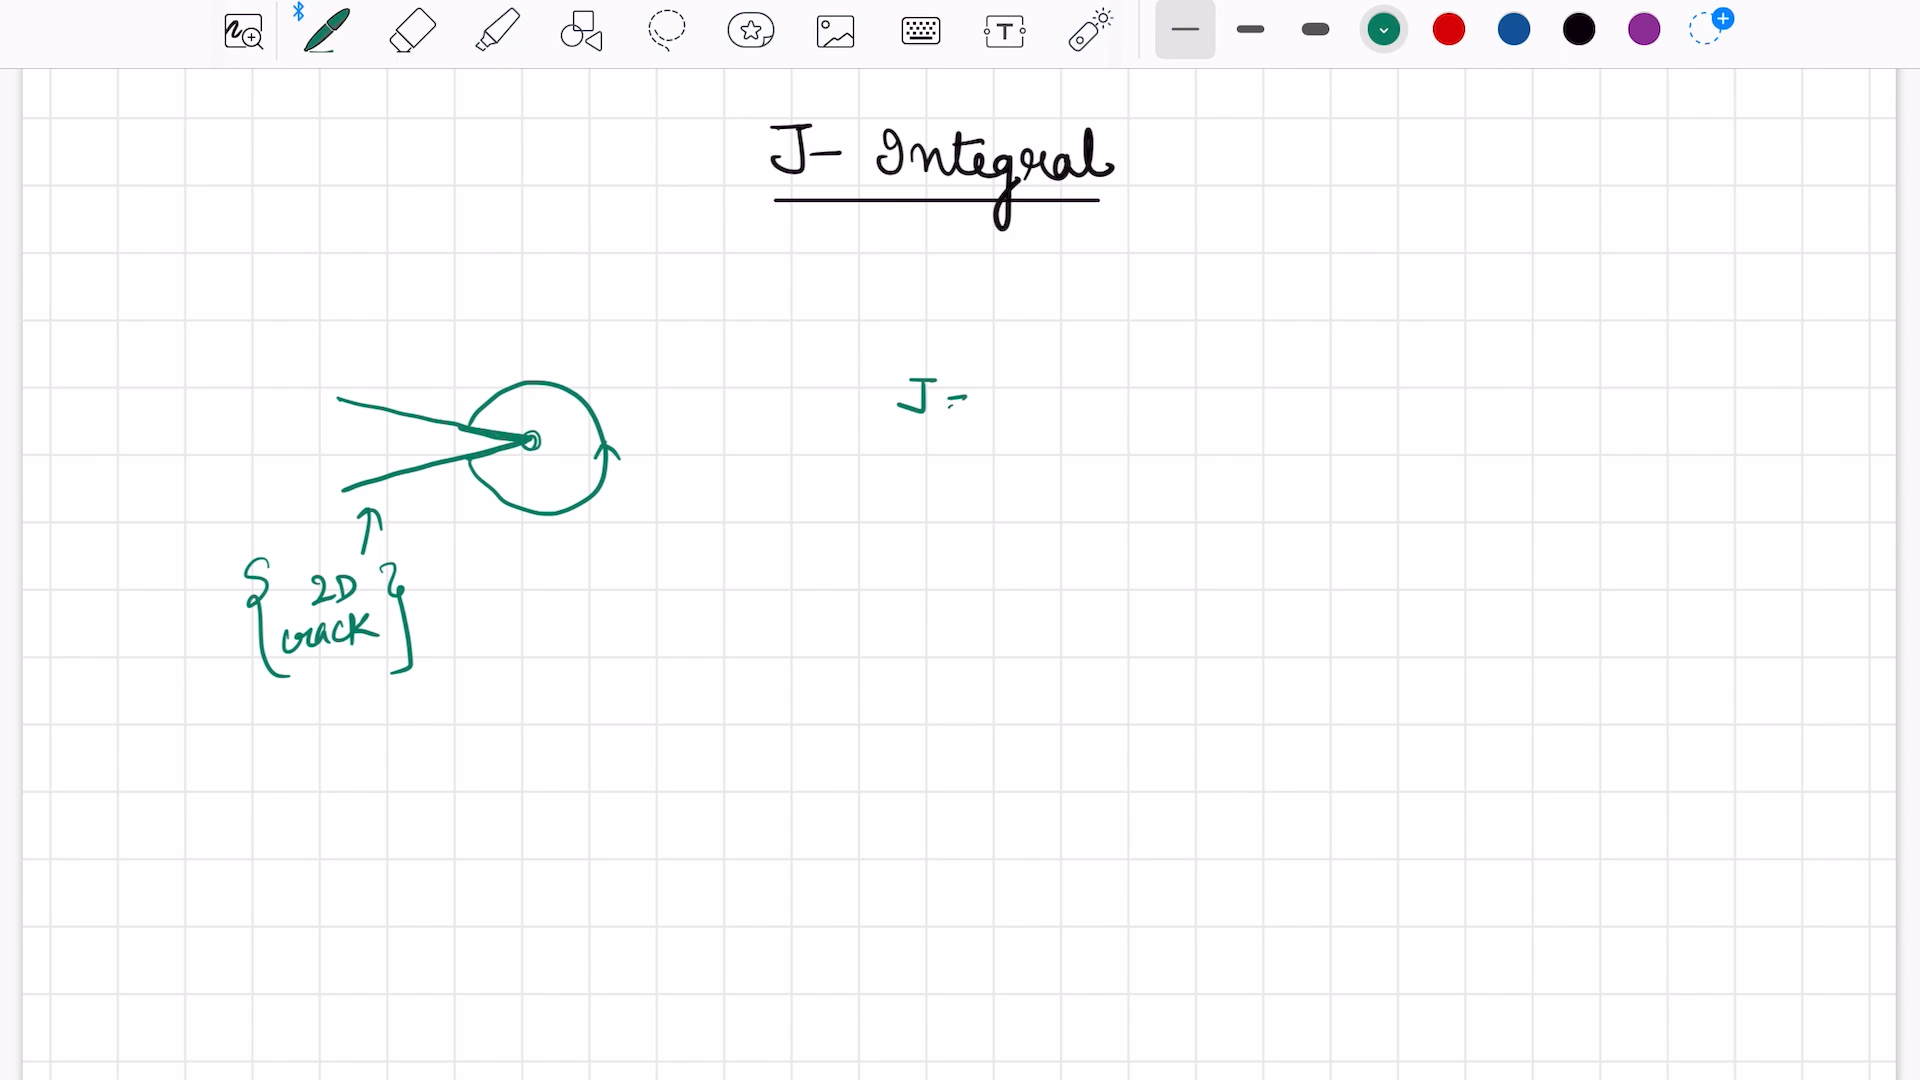 J- Integral
J =
{ 2D }
[ crack ]